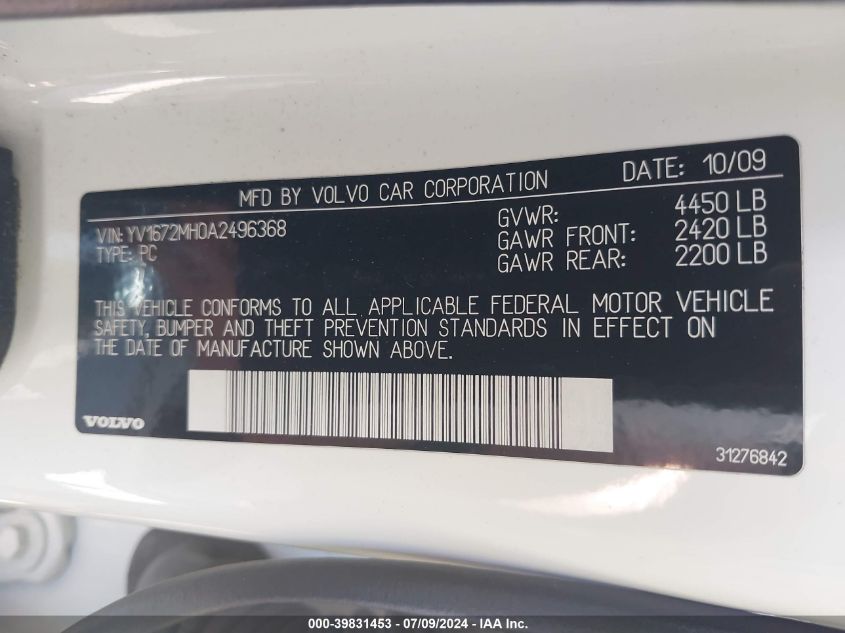 MFD BY VOLVO CAR CORPORATION DATE: 10/09
VIN: YV1672MH0A2496368 GVWR: 4450 LB
TYPE: PC GAWR FRONT: 2420 LB
GAWR REAR: 2200 LB
THIS VEHICLE CONFORMS TO ALL APPLICABLE FEDERAL MOTOR VEHICLE
SAFETY, BUMPER AND THEFT PREVENTION STANDARDS IN EFFECT ON
THE DATE OF MANUFACTURE SHOWN ABOVE.
VOLVO
31276842
000-39831453 - 07/09/2024 - IAA Inc.